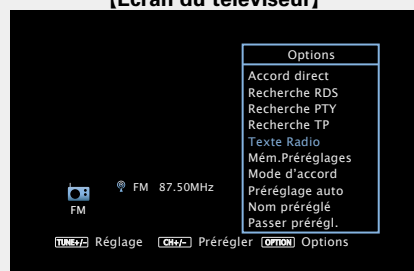 [Écran du téléviseur]
Options
Accord direct
Recherche RDS
Recherche PTY
Recherche TP
Texte Radio
Mém.Préréglages
Mode d'accord
Préréglage auto
Nom préréglé
Passer prérégl.
FM 87.50MHz
FM
TUNE+/- Réglage CH+/- Prérégler OPTION Options